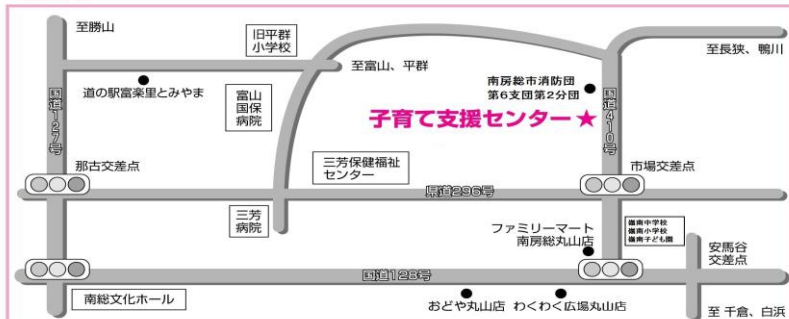 至勝山
旧平群
小学校
至富山、平群
至長狭、鴨川
道の駅富楽里とみやま
富山
国保
病院
南房総市消防団
第6支団第2分団
子育て支援センター★
国道127号
国道410号
那古交差点
三芳保健福祉
センター
市場交差点
県道296号
三芳
病院
ファミリーマート
南房総丸山店
嶺南中学校
嶺南小学校
嶺南子ども園
安馬谷
交差点
国道128号
南総文化ホール
おどや丸山店
わくわく広場丸山店
至 千倉、白浜